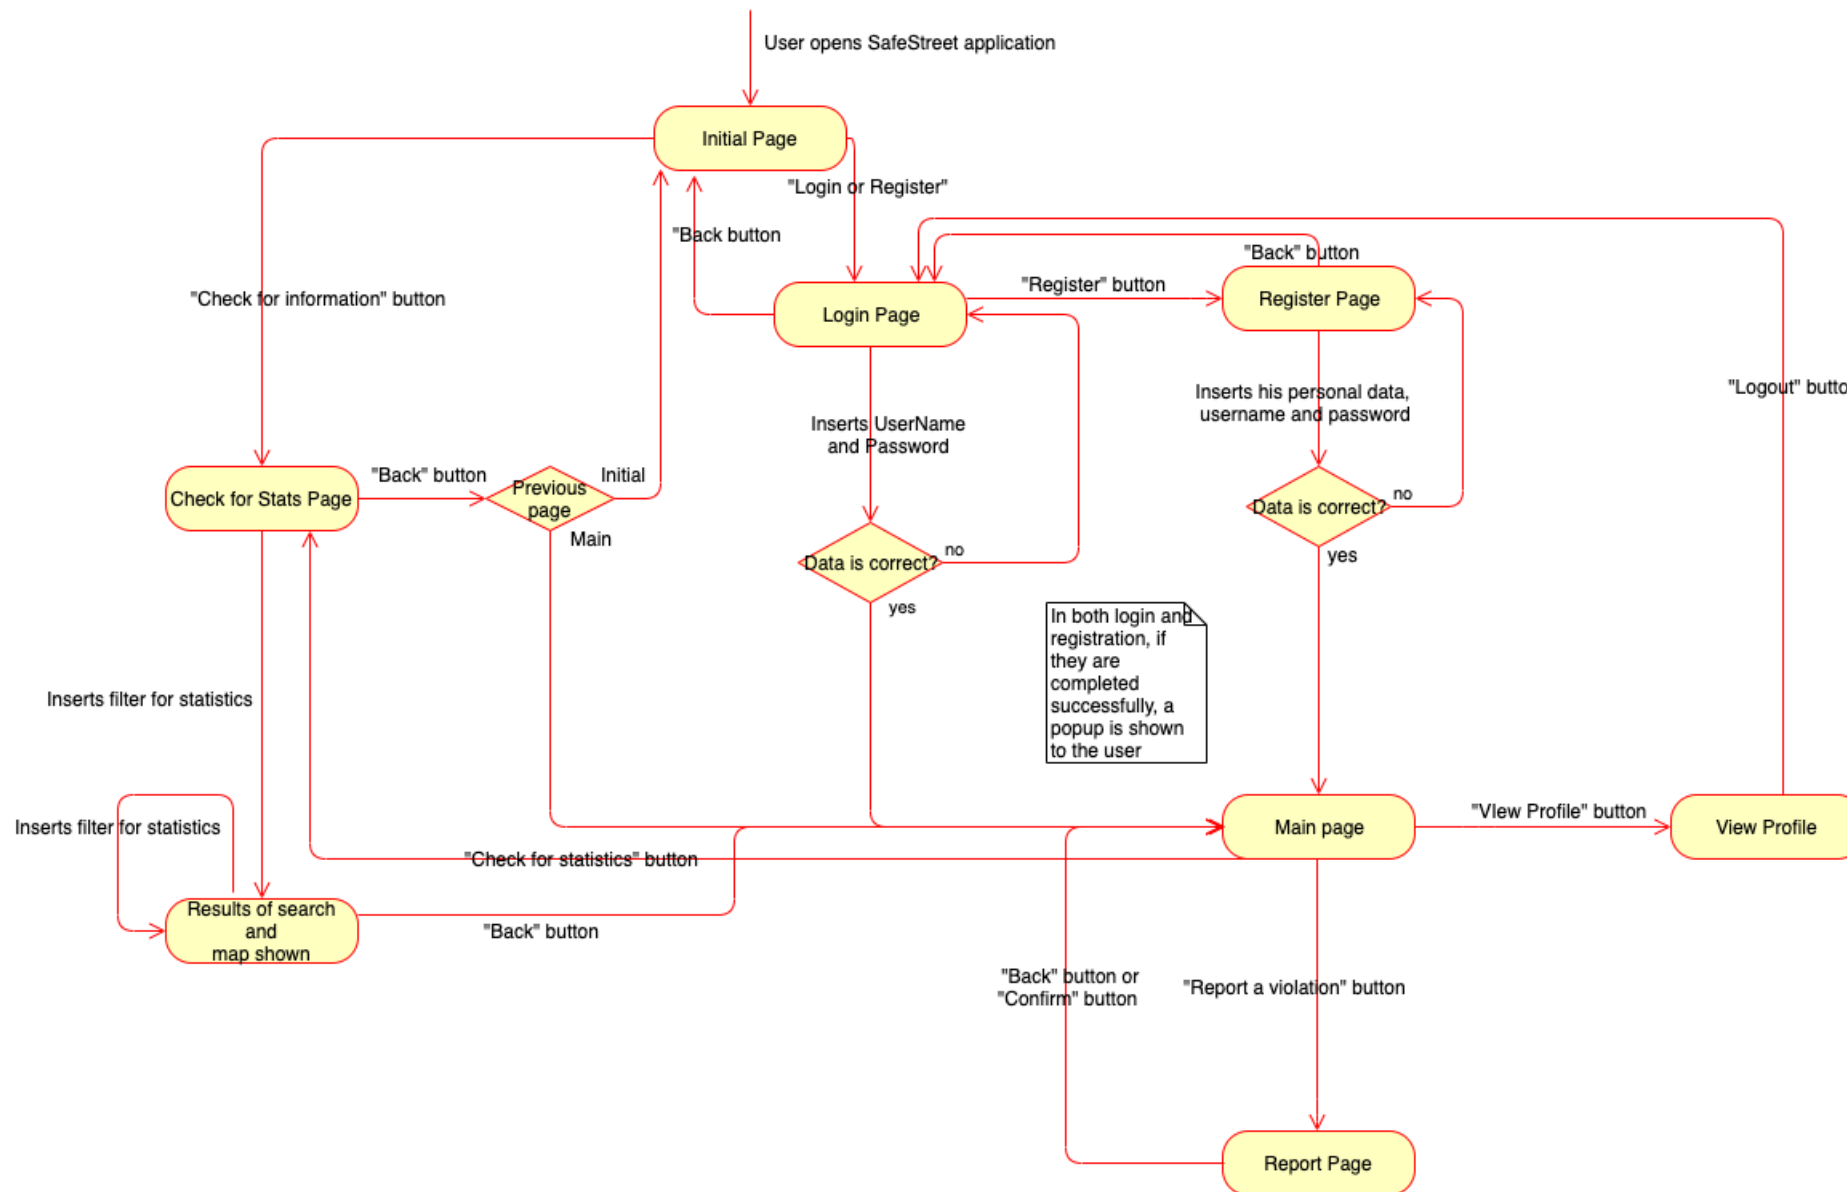 User opens SafeStreet application
Initial Page
"Login or Register"
"Back button
"Back" button
"Check for information" button
"Register" button
Register Page
Login Page
"Logout" butto
Inserts his personal data,
username and password
Inserts UserName
and Password
"Back" button
Initial
Previous
page
Check for Stats Page
no
Data is correct?
Main
yes
no
Data is correct?
yes
In both login and
registration, if
they are
completed
successfully, a
popup is shown
to the user
Inserts filter for statistics
"VIew Profile" button
Inserts filter for statistics
Main page
View Profile
"Check for statistics" button
Results of search
and
map shown
"Back" button
"Back" button or
"Confirm" button
"Report a violation" button
Report Page